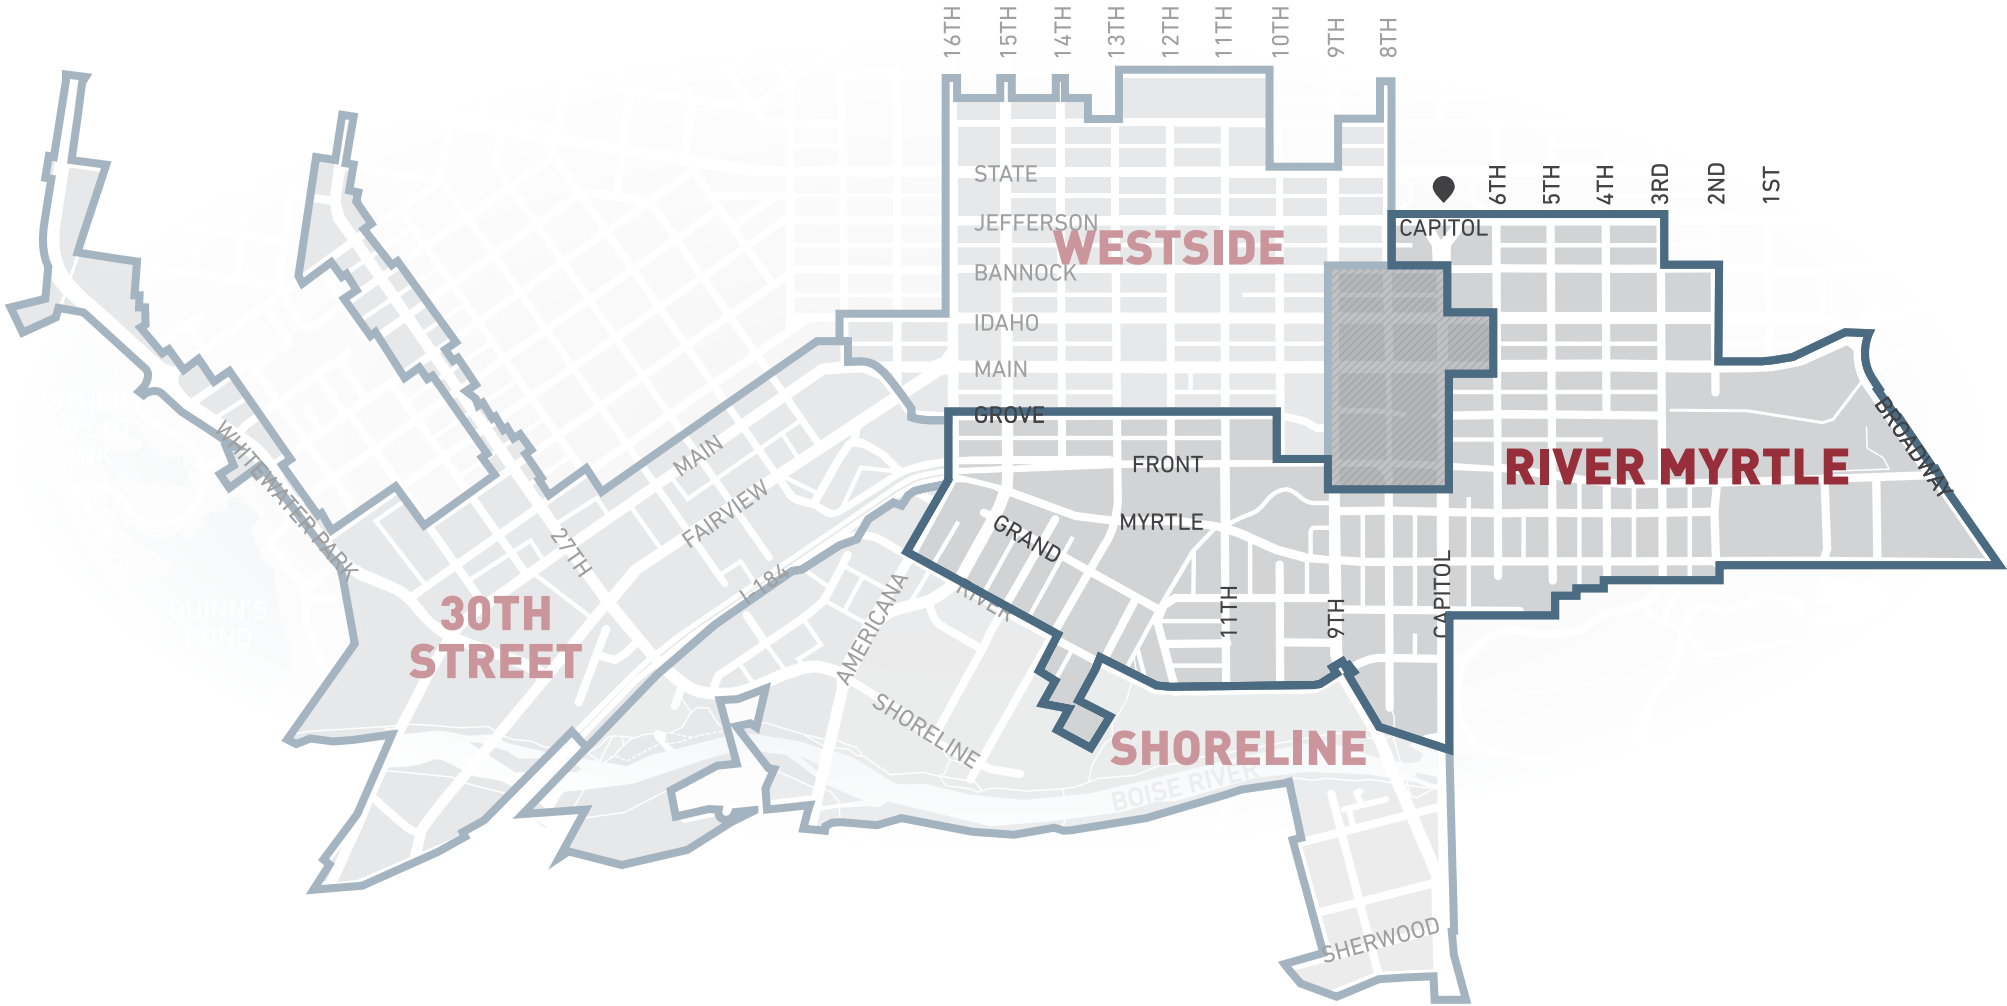 16TH
15TH
14TH
13TH
12TH
11TH
10TH
9TH
8TH
STATE
JEFFERSON
WESTSIDE
BANNOCK
IDAHO
MAIN
GROVE
CAPITOL
6TH
5TH
4TH
3RD
2ND
1ST
FRONT
MYRTLE
GRAND
RIVER MYRTLE
BROADWAY
11TH
9TH
CAPITOL
WHITEWATER PARK
MAIN
FAIRVIEW
27TH
I-184
AMERICANA
RIVER
QUINN'S
POND
30TH
STREET
SHORELINE
SHORELINE
BOISE RIVER
SHERWOOD